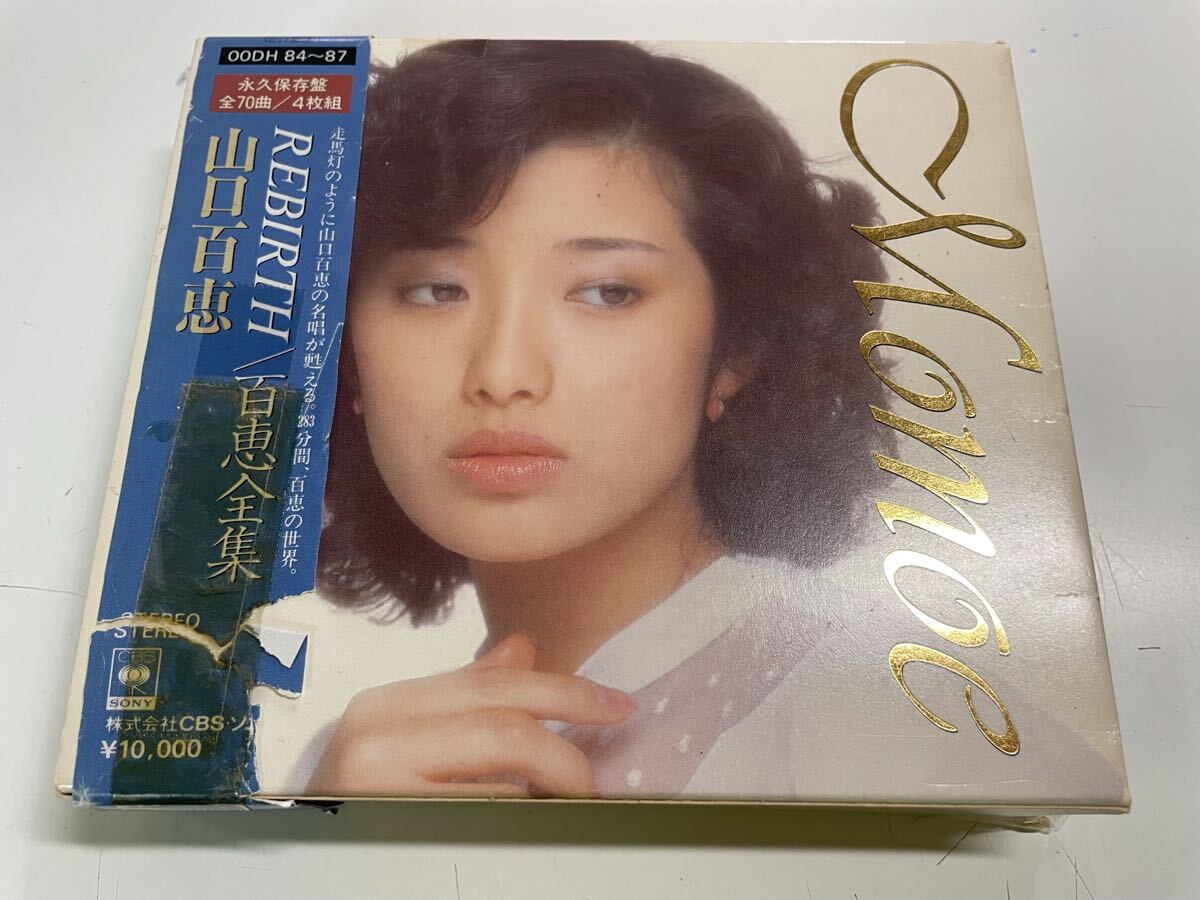 OODH 84〜87
永久保存盤
全70曲/4枚組
走馬灯のように山口百恵の名唱が甦える。283分間、百恵の世界。
REBIRTH/百恵全集
山口百恵
STEREO
STEREO
CBS
SONY
株式会社CBS・ソ
¥10,000
Momoe